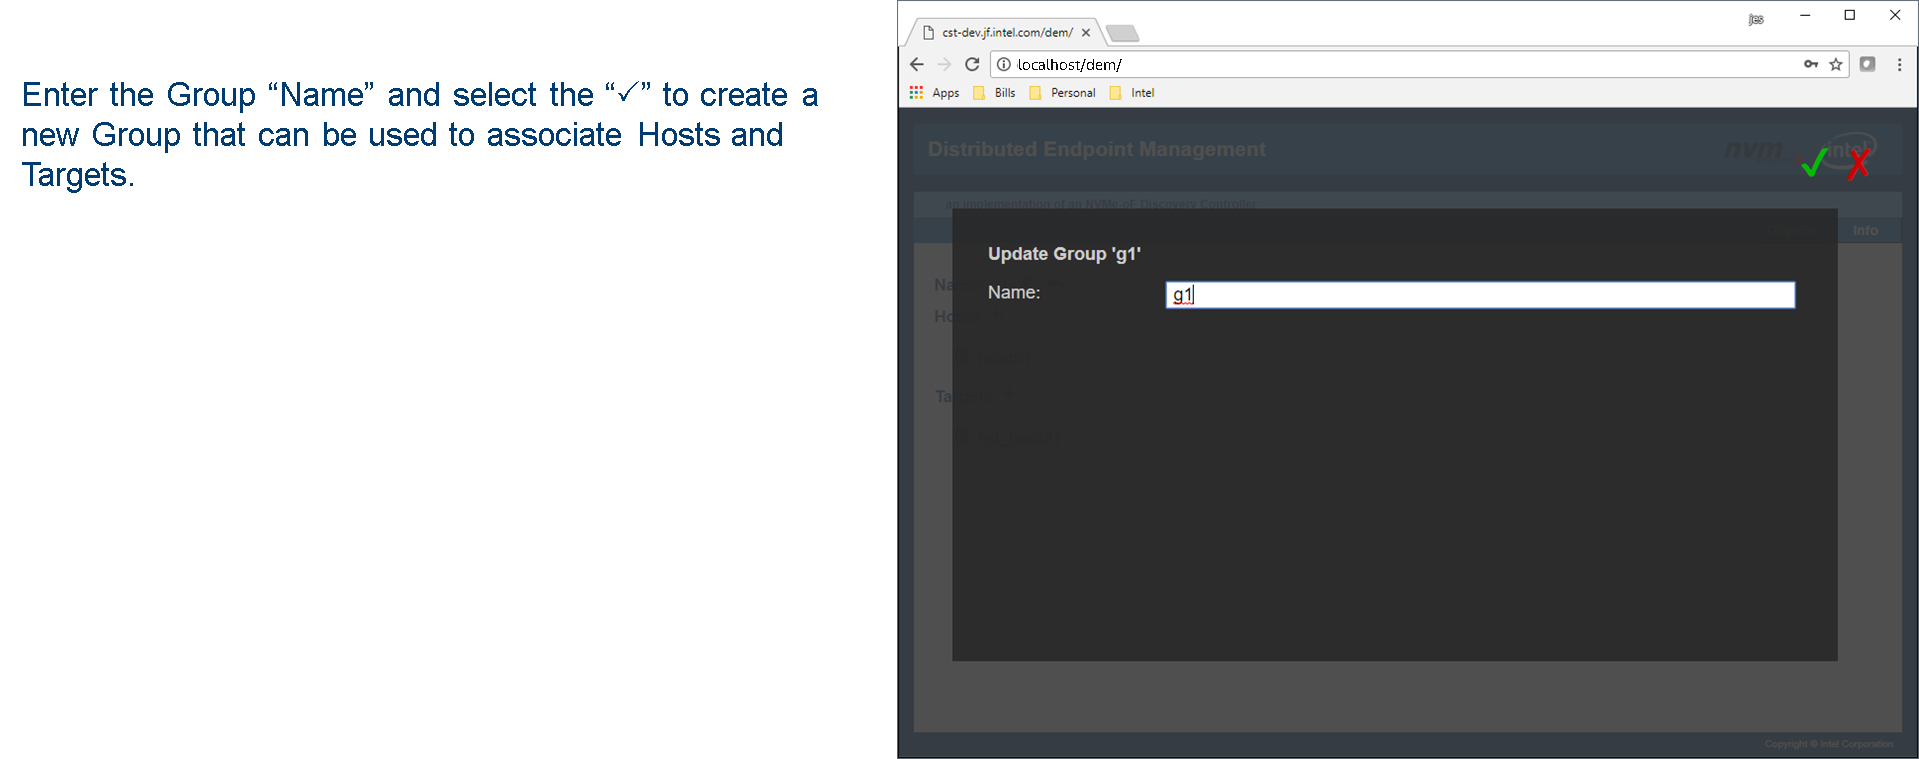 Enter the Group “Name” and select the “✓” to create a
new Group that can be used to associate Hosts and
Targets.
jes
cst-dev.jf.intel.com/dem/
localhost/dem/
Apps Bills Personal Intel
Distributed Endpoint Management
nvm intel
an implementation of an NVMe-oF Discovery Controller
Info
Update Group 'g1'
Name: g1
Copyright © Intel Corporation